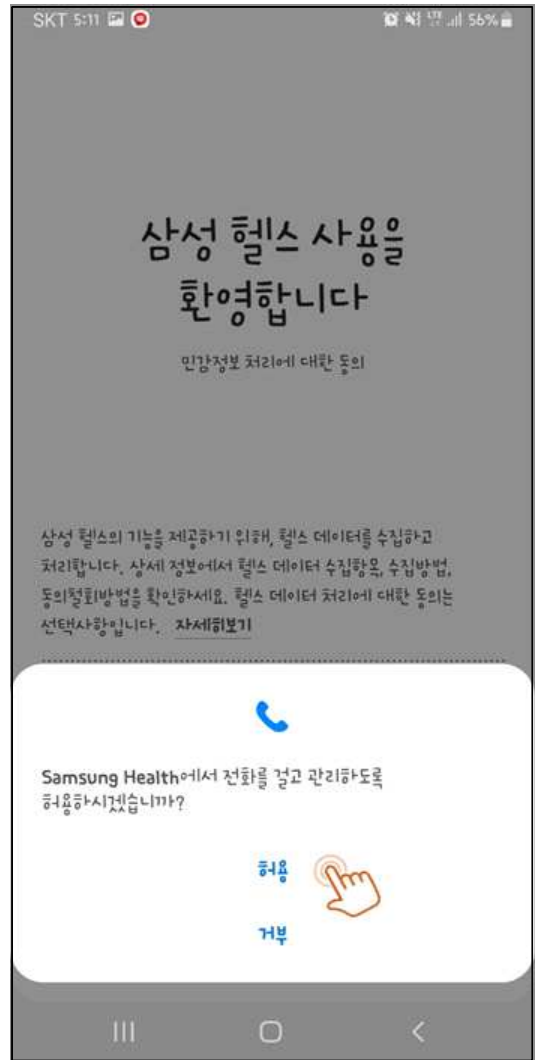 SKT 5:11
LTE 56%
삼성 헬스 사용을
환영합니다
민감정보 처리에 대한 동의
삼성 헬스의 기능을 제공하기 위해, 헬스 데이터를 수집하고
처리합니다. 상세 정보에서 헬스 데이터 수집항목, 수집방법,
동의철회방법을 확인하세요. 헬스 데이터 처리에 대한 동의는
선택사항입니다. 자세히보기
Samsung Health에서 전화를 걸고 관리하도록
허용하시겠습니까?
허용
거부